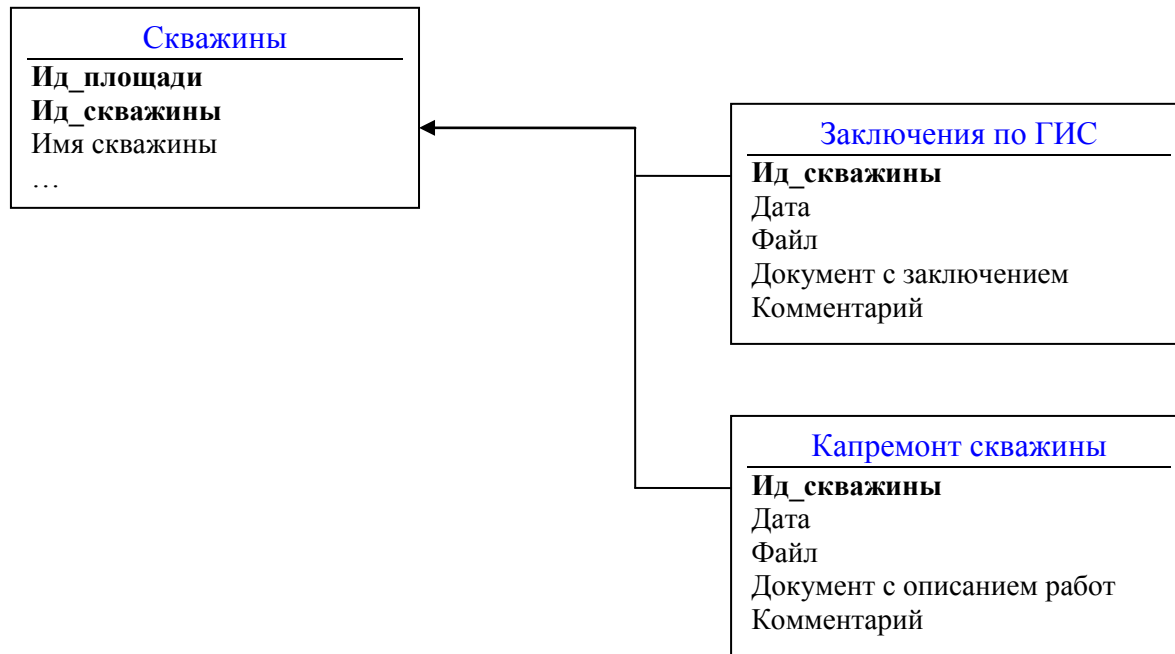 Скважины
Ид_площади
Ид_скважины
Имя скважины
…
Заключения по ГИС
Ид_скважины
Дата
Файл
Документ с заключением
Комментарий
Капремонт скважины
Ид_скважины
Дата
Файл
Документ с описанием работ
Комментарий